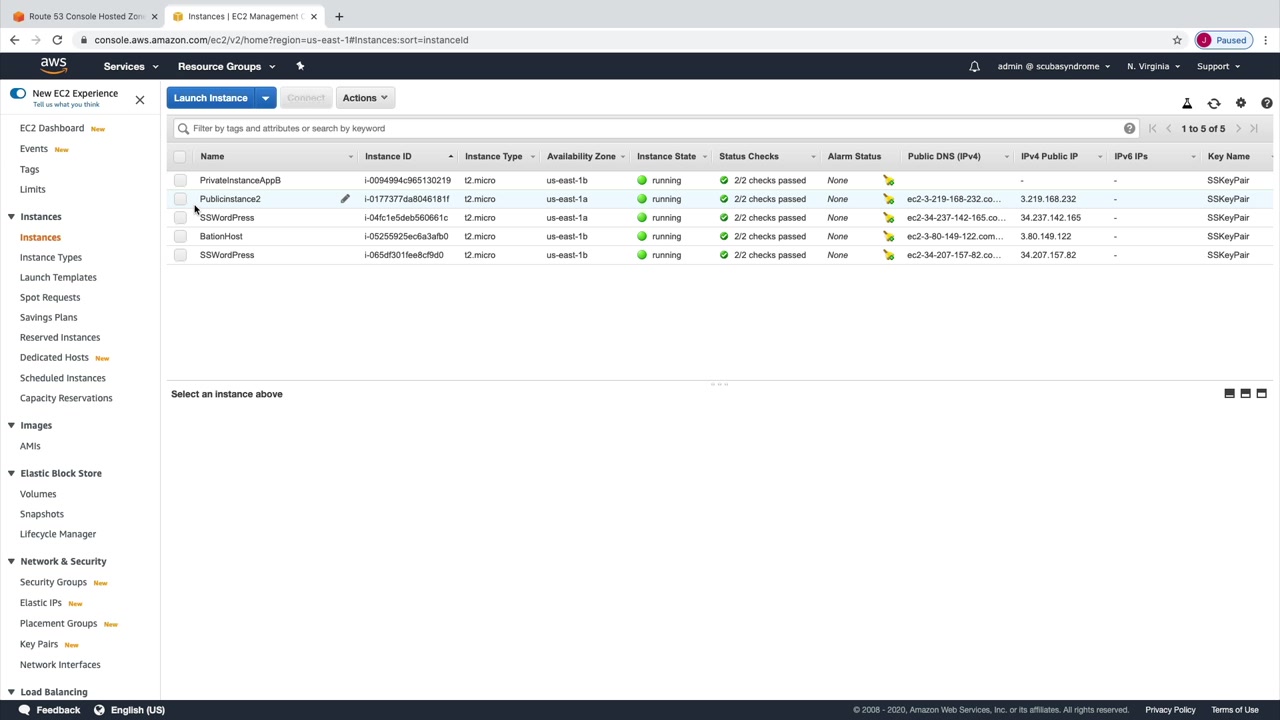 Route 53 Console Hosted Zon
Instances | EC2 Management C
console.aws.amazon.com/ec2/v2/home?region=us-east-1#Instances:sort=instanceId
J Paused
aws Services Resource Groups admin @ scubasyndrome N. Virginia Support
New EC2 Experience
Tell us what you think
EC2 Dashboard New
Events New
Tags
Limits
Instances
Instances
Instance Types
Launch Templates
Spot Requests
Savings Plans
Reserved Instances
Dedicated Hosts New
Scheduled Instances
Capacity Reservations
Images
AMIs
Elastic Block Store
Volumes
Snapshots
Lifecycle Manager
Network & Security
Security Groups New
Elastic IPs New
Placement Groups New
Key Pairs New
Network Interfaces
Load Balancing
Launch Instance Connect Actions
Filter by tags and attributes or search by keyword
1 to 5 of 5
Name Instance ID Instance Type Availability Zone Instance State Status Checks Alarm Status Public DNS (IPv4) IPv4 Public IP IPv6 IPs Key Name
PrivateInstanceAppB i-0094994c965130219 t2.micro us-east-1b running 2/2 checks passed None - - SSKeyPair
Publicinstance2 i-0177377da8046181f t2.micro us-east-1a running 2/2 checks passed None ec2-3-219-168-232.co... 3.219.168.232 - SSKeyPair
SSWordPress i-04fc1e5deb560661c t2.micro us-east-1a running 2/2 checks passed None ec2-34-237-142-165.co... 34.237.142.165 - SSKeyPair
BationHost i-05255925ec6a3afb0 t2.micro us-east-1b running 2/2 checks passed None ec2-3-80-149-122.com... 3.80.149.122 - SSKeyPair
SSWordPress i-065df301fee8cf9d0 t2.micro us-east-1b running 2/2 checks passed None ec2-34-207-157-82.co... 34.207.157.82 - SSKeyPair
Select an instance above
Feedback English (US)
© 2008 - 2020, Amazon Web Services, Inc. or its affiliates. All rights reserved. Privacy Policy Terms of Use